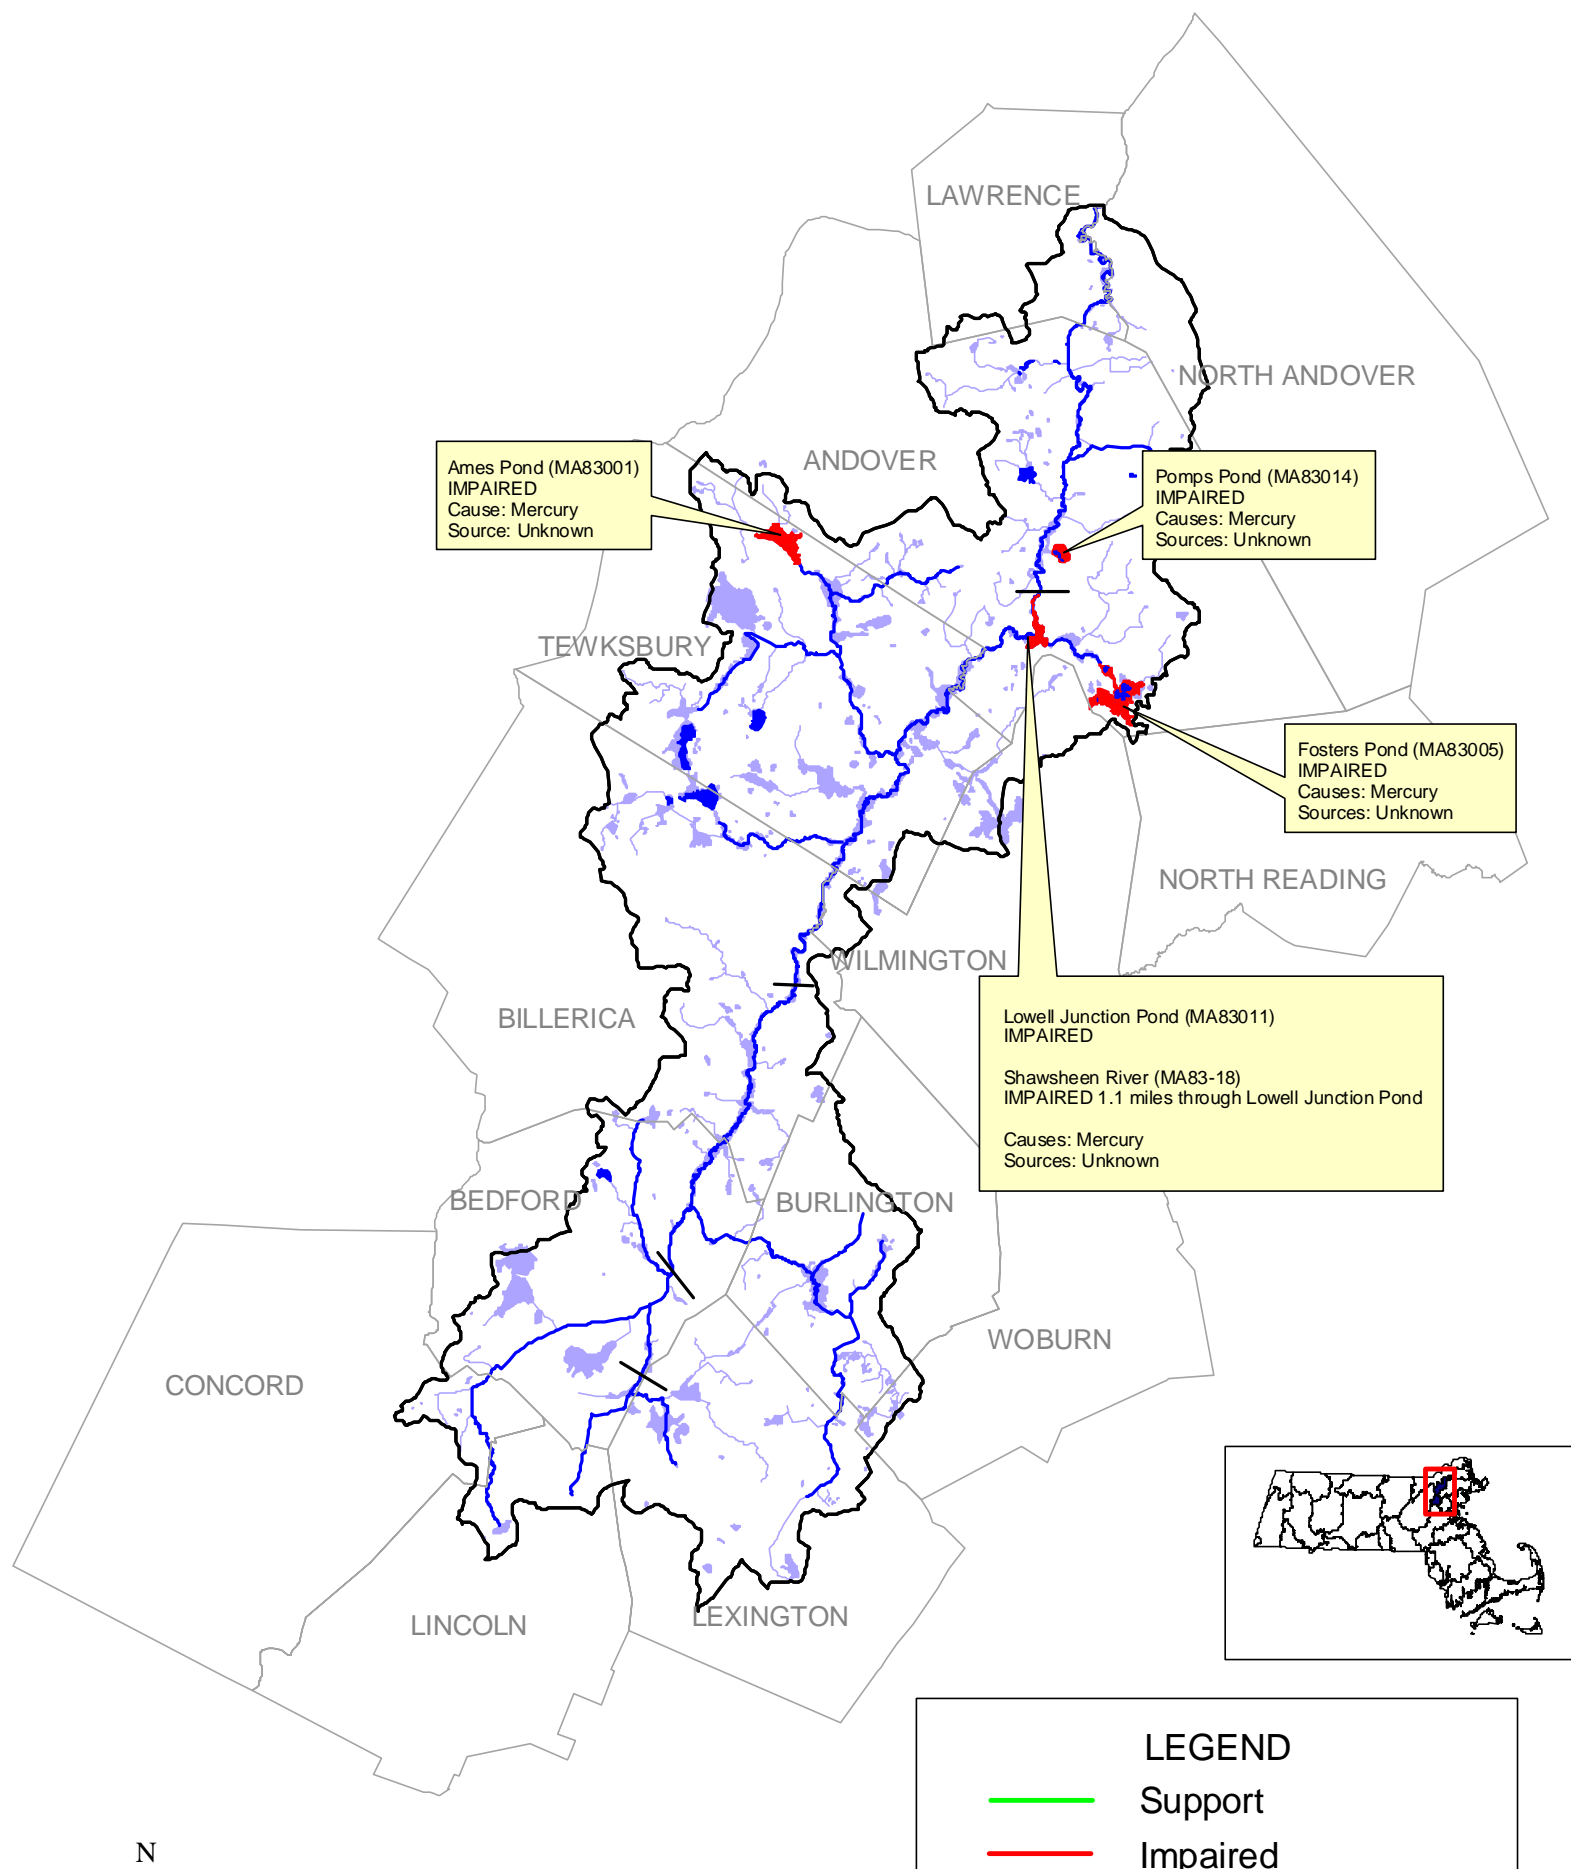 LAWRENCE
NORTH ANDOVER
ANDOVER
Ames Pond (MA83001)
IMPAIRED
Cause: Mercury
Source: Unknown
Pomps Pond (MA83014)
IMPAIRED
Causes: Mercury
Sources: Unknown
TEWKSBURY
Fosters Pond (MA83005)
IMPAIRED
Causes: Mercury
Sources: Unknown
NORTH READING
WILMINGTON
BILLERICA
Lowell Junction Pond (MA83011)
IMPAIRED
Shawsheen River (MA83-18)
IMPAIRED 1.1 miles through Lowell Junction Pond
Causes: Mercury
Sources: Unknown
BEDFORD
BURLINGTON
WOBURN
CONCORD
LINCOLN
LEXINGTON
LEGEND
Support
Impaired
N